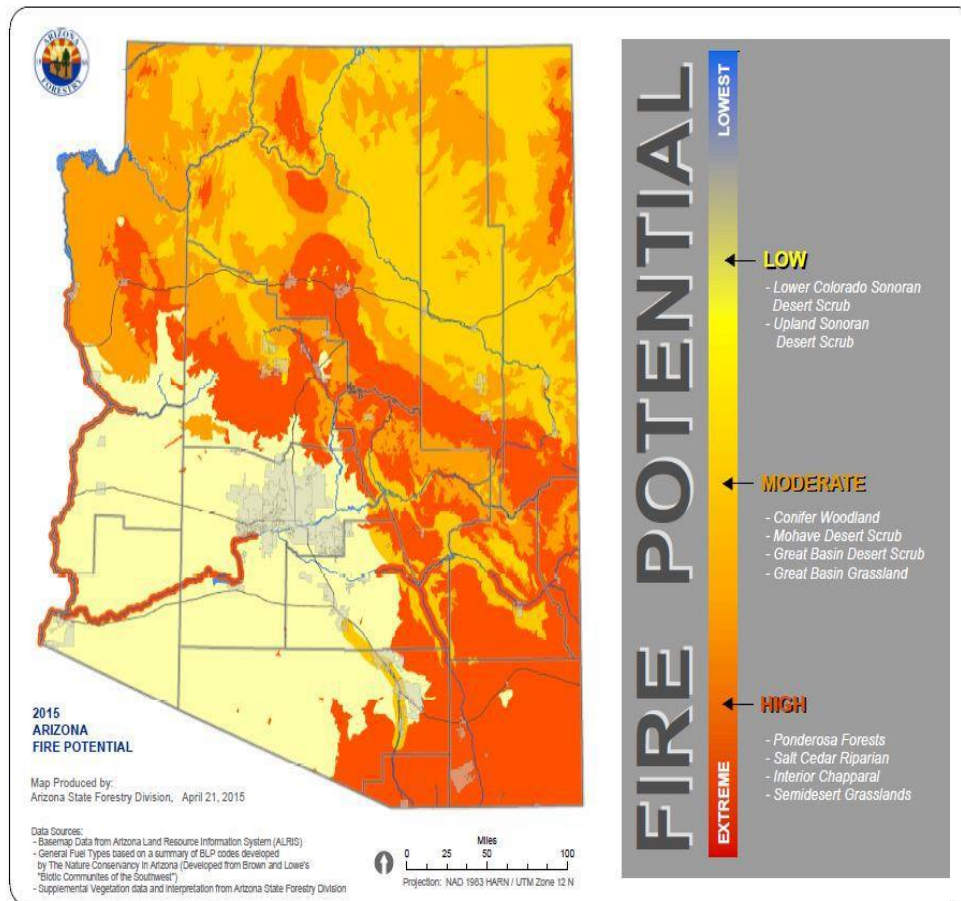 ARIZONA
FORESTRY
2015
ARIZONA
FIRE POTENTIAL
Map Produced by:
Arizona State Forestry Division, April 21, 2015
Data Sources:
- Basemap Data from Arizona Land Resource Information System (ALRIS)
- General Fuel Types based on a summary of BLP codes developed
by The Nature Conservancy in Arizona (Developed from Brown and Lowe's
"Biotic Communites of the Southwest")
- Supplemental Vegetation data and Interpretation from Arizona State Forestry Division
Miles
0 25 50 100
Projection: NAD 1983 HARN / UTM Zone 12 N
FIRE POTENTIAL
LOWEST
LOW
- Lower Colorado Sonoran
Desert Scrub
- Upland Sonoran
Desert Scrub
MODERATE
- Conifer Woodland
- Mohave Desert Scrub
- Great Basin Desert Scrub
- Great Basin Grassland
HIGH
- Ponderosa Forests
- Salt Cedar Riparian
- Interior Chapparal
- Semidesert Grasslands
EXTREME